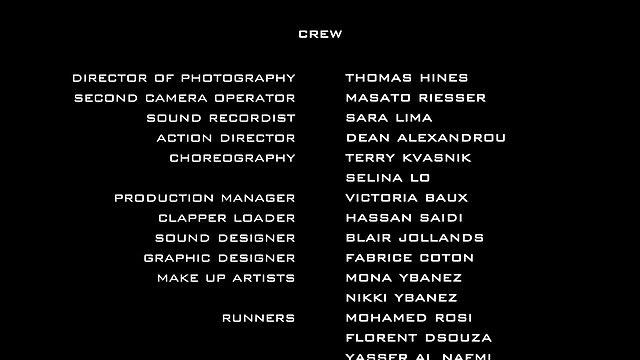 CREW
DIRECTOR OF PHOTOGRAPHY THOMAS HINES
SECOND CAMERA OPERATOR MASATO RIESSER
SOUND RECORDIST SARA LIMA
ACTION DIRECTOR DEAN ALEXANDROU
CHOREOGRAPHY TERRY KVASNIK
SELINA LO
PRODUCTION MANAGER VICTORIA BAUX
CLAPPER LOADER HASSAN SAIDI
SOUND DESIGNER BLAIR JOLLANDS
GRAPHIC DESIGNER FABRICE COTON
MAKE UP ARTISTS MONA YBANEZ
NIKKI YBANEZ
RUNNERS MOHAMED ROSI
FLORENT DSOUZA
YASSER AL NAEMI